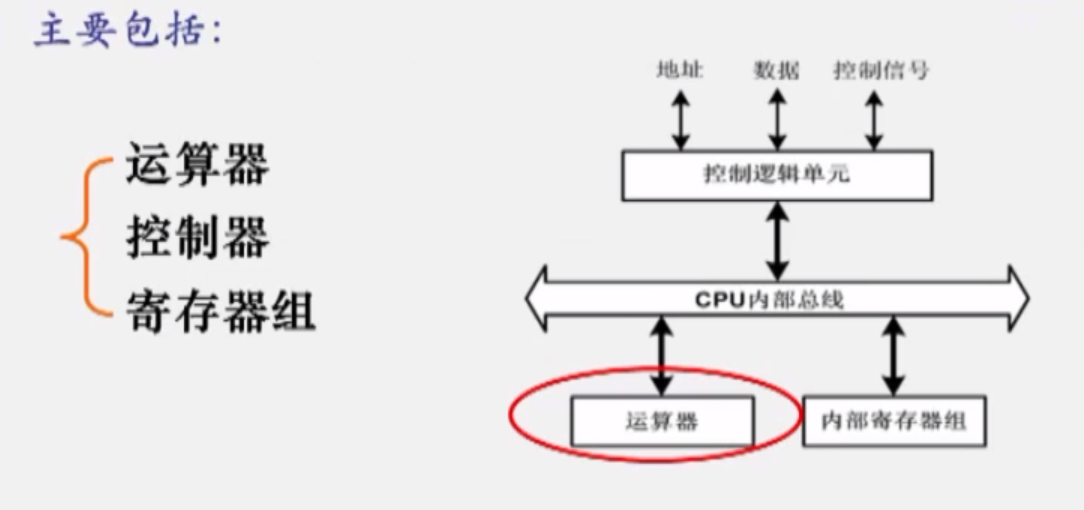 主要包括:
运算器
控制器
寄存器组
地址 数据 控制信号
控制逻辑单元
CPU内部总线
运算器 内部寄存器组